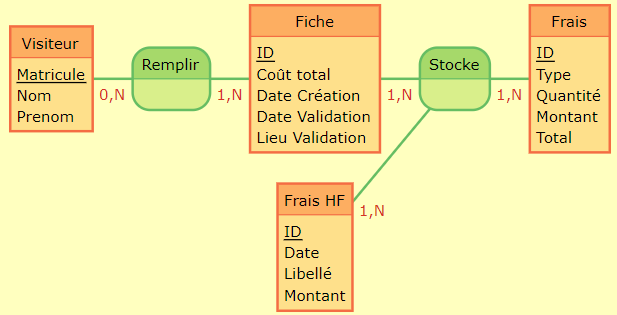 Visiteur
Matricule
Nom
Prenom
0,N
Remplir
1,N
Fiche
ID
Coût total
Date Création
Date Validation
Lieu Validation
1,N
Stocke
1,N
Frais
ID
Type
Quantité
Montant
Total
Frais HF
1,N
ID
Date
Libellé
Montant